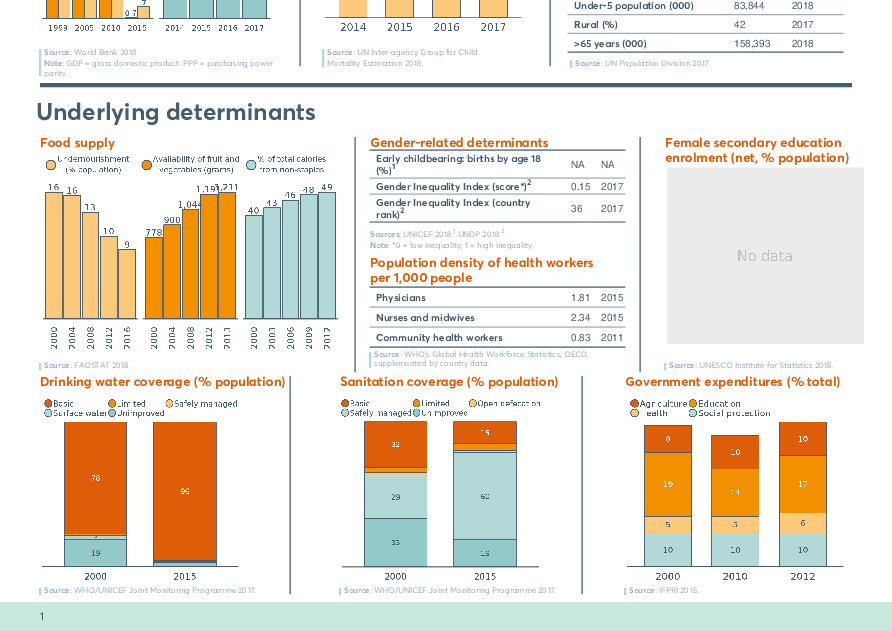 0.7 7
1999 2005 2010 2015
2014 2015 2016 2017
Source: World Bank 2018.
Note: GDP = gross domestic product. PPP = purchasing power
parity.
2014 2015 2016 2017
Source: UN Inter-agency Group for Child
Mortality Estimation 2018.
Under-5 population (000) 83,844 2018
Rural (%) 42 2017
>65 years (000) 158,393 2018
Source: UN Population Division 2017.
Underlying determinants
Food supply
Undernourishment
(% population)
Availability of fruit and
vegetables (grams)
% of total calories
from non-staples
16 16 13 10 9
778 900 1,044 1,211
40 43 46 48 49
2000 2004 2008 2012 2016
2000 2004 2008 2012
2000 2003 2006 2009
Source: FAOSTAT 2018.
Gender-related determinants
Early childbearing: births by age 18
(%)1 NA NA
Gender Inequality Index (score*)2 0.15 2017
Gender Inequality Index (country
rank)2 36 2017
Sources: UNICEF 2018,1 UNDP 2018.2
Note: *0 = low inequality, 1 = high inequality.
Population density of health workers
per 1,000 people
Physicians 1.81 2015
Nurses and midwives 2.34 2015
Community health workers 0.83 2011
Source: WHO's Global Health Workforce Statistics, OECD,
supplemented by country data.
Female secondary education
enrolment (net, % population)
No data
Source: UNESCO Institute for Statistics 2018.
Drinking water coverage (% population)
Basic Limited Safely managed
Surface water Unimproved
78
19
96
2000 2015
Source: WHO/UNICEF Joint Monitoring Programme 2017.
Sanitation coverage (% population)
Basic Limited Open defecation
Safely managed Unimproved
32
29
33
15
60
16
2000 2015
Source: WHO/UNICEF Joint Monitoring Programme 2017.
Government expenditures (% total)
Agriculture Education
Health Social protection
8 10 10
19 14 17
5 5 6
10 10 10
2000 2010 2012
Source: IFPRI 2015.
1